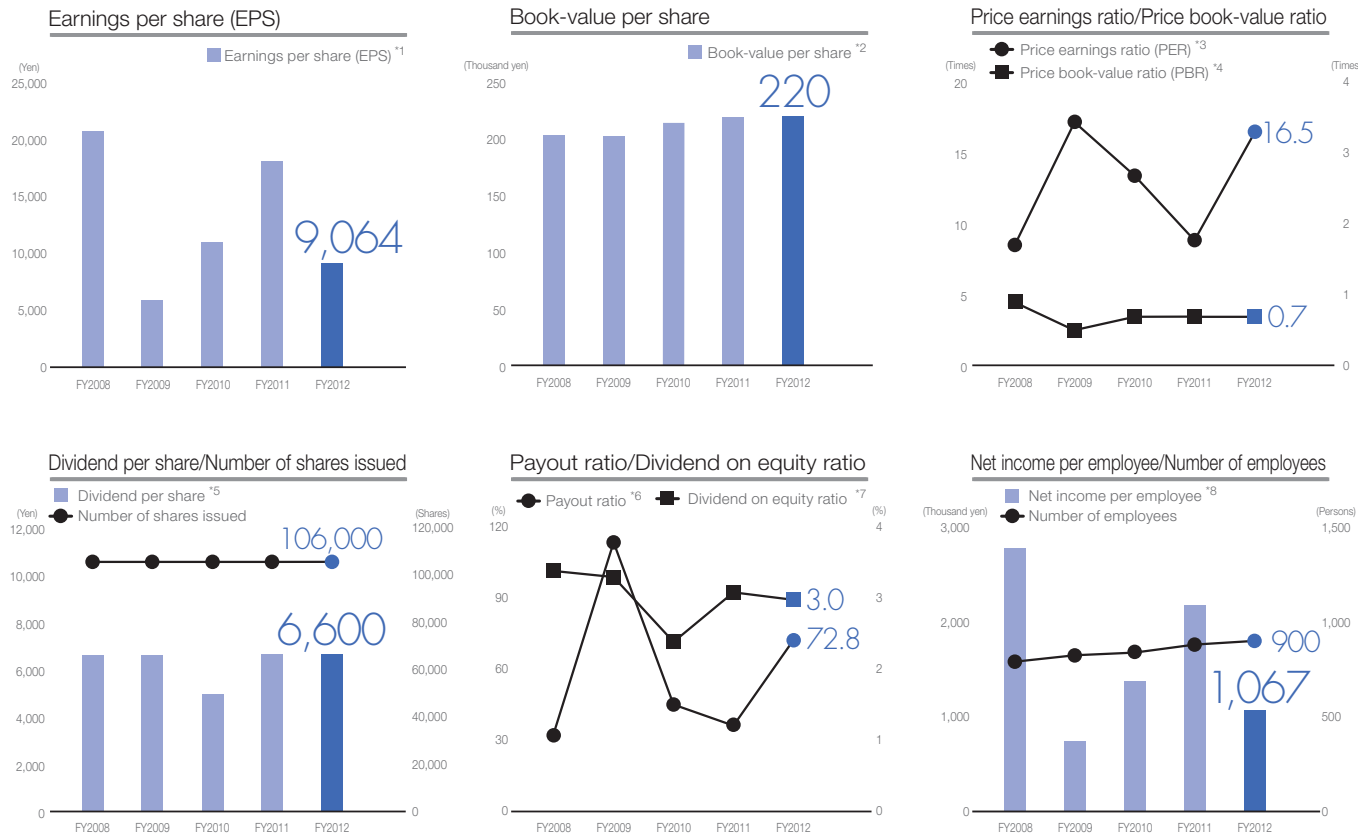 Earnings per share (EPS)
Earnings per share (EPS) *1
(Yen)
25,000
20,000
15,000
10,000
5,000
0
9,064
FY2008 FY2009 FY2010 FY2011 FY2012
Book-value per share
Book-value per share *2
(Thousand yen)
250
200
150
100
50
0
220
FY2008 FY2009 FY2010 FY2011 FY2012
Price earnings ratio/Price book-value ratio
Price earnings ratio (PER) *3
Price book-value ratio (PBR) *4
(Times)
20
15
10
5
0
(Times
4
3
2
1
0
16.5
0.7
FY2008 FY2009 FY2010 FY2011 FY2012
Dividend per share/Number of shares issued
Dividend per share *5
Number of shares issued
(Yen)
12,000
10,000
8,000
6,000
4,000
2,000
0
(Shares)
120,000
100,000
80,000
60,000
40,000
20,000
0
106,000
6,600
FY2008 FY2009 FY2010 FY2011 FY2012
Payout ratio/Dividend on equity ratio
Payout ratio *6 Dividend on equity ratio *7
(%)
120
90
60
30
0
(%)
4
3
2
1
0
3.0
72.8
FY2008 FY2009 FY2010 FY2011 FY2012
Net income per employee/Number of employees
Net income per employee *8
Number of employees
(Thousand yen)
3,000
2,000
1,000
0
(Persons)
1,500
1,000
500
0
900
1,067
FY2008 FY2009 FY2010 FY2011 FY2012